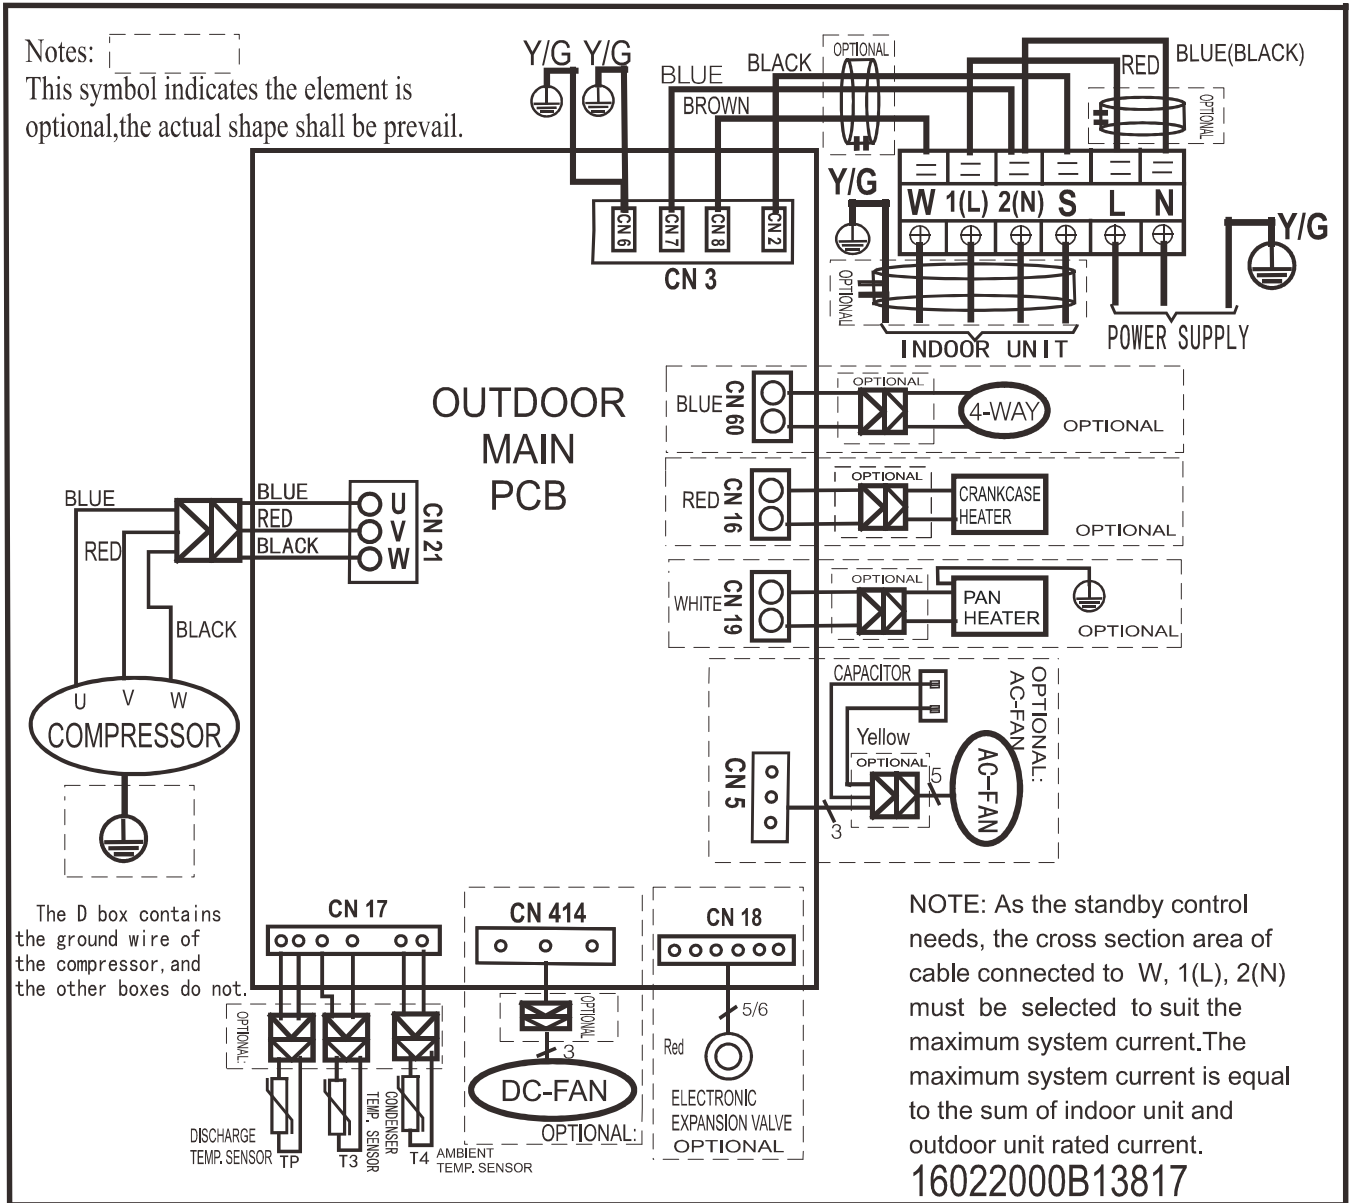 Notes:
This symbol indicates the element is
optional,the actual shape shall be prevail.
Y/G Y/G
BLUE
BLACK
BROWN
OPTIONAL
RED
BLUE(BLACK)
OPTIONAL
Y/G
W 1(L) 2(N) S L N
Y/G
CN 6
CN 7
CN 8
CN 2
CN 3
OPTIONAL
INDOOR UNIT
POWER SUPPLY
OUTDOOR
MAIN
PCB
BLUE
CN 60
OPTIONAL
4-WAY
OPTIONAL
RED
CN 16
OPTIONAL
CRANKCASE
HEATER
OPTIONAL
WHITE
CN 19
OPTIONAL
PAN
HEATER
OPTIONAL
BLUE
RED
BLACK
BLUE
RED
BLACK
U
V
W
CN 21
U V W
COMPRESSOR
CAPACITOR
OPTIONAL:
AC-FAN
Yellow
OPTIONAL
CN 5
3
5
AC-FAN
The D box contains
the ground wire of
the compressor,and
the other boxes do not.
CN 17
OPTIONAL:
DISCHARGE
TEMP. SENSOR
TP
CONDENSER
TEMP. SENSOR
T3
T4
AMBIENT
TEMP. SENSOR
CN 414
OPTIONAL
3
DC-FAN
OPTIONAL:
CN 18
5/6
Red
ELECTRONIC
EXPANSION VALVE
OPTIONAL
NOTE: As the standby control
needs, the cross section area of
cable connected to W, 1(L), 2(N)
must be selected to suit the
maximum system current.The
maximum system current is equal
to the sum of indoor unit and
outdoor unit rated current.
16022000B13817